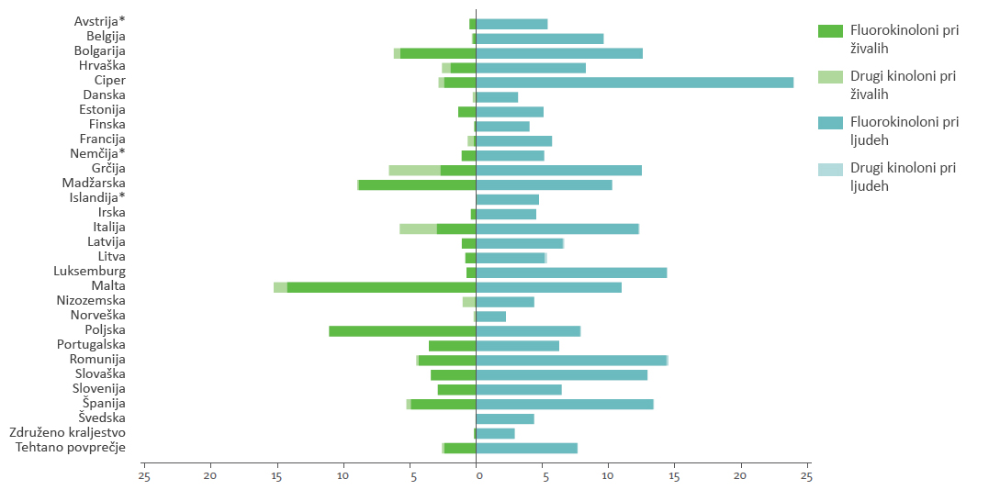 Avstrija*
Belgija
Bolgarija
Hrvaška
Ciper
Danska
Estonija
Finska
Francija
Nemčija*
Grčija
Madžarska
Islandija*
Irska
Italija
Latvija
Litva
Luksemburg
Malta
Nizozemska
Norveška
Poljska
Portugalska
Romunija
Slovaška
Slovenija
Španija
Švedska
Združeno kraljestvo
Tehtano povprečje
25 20 15 10 5 0 5 10 15 20 25
Fluorokinoloni pri
živalih
Drugi kinoloni pri
živalih
Fluorokinoloni pri
ljudeh
Drugi kinoloni pri
ljudeh